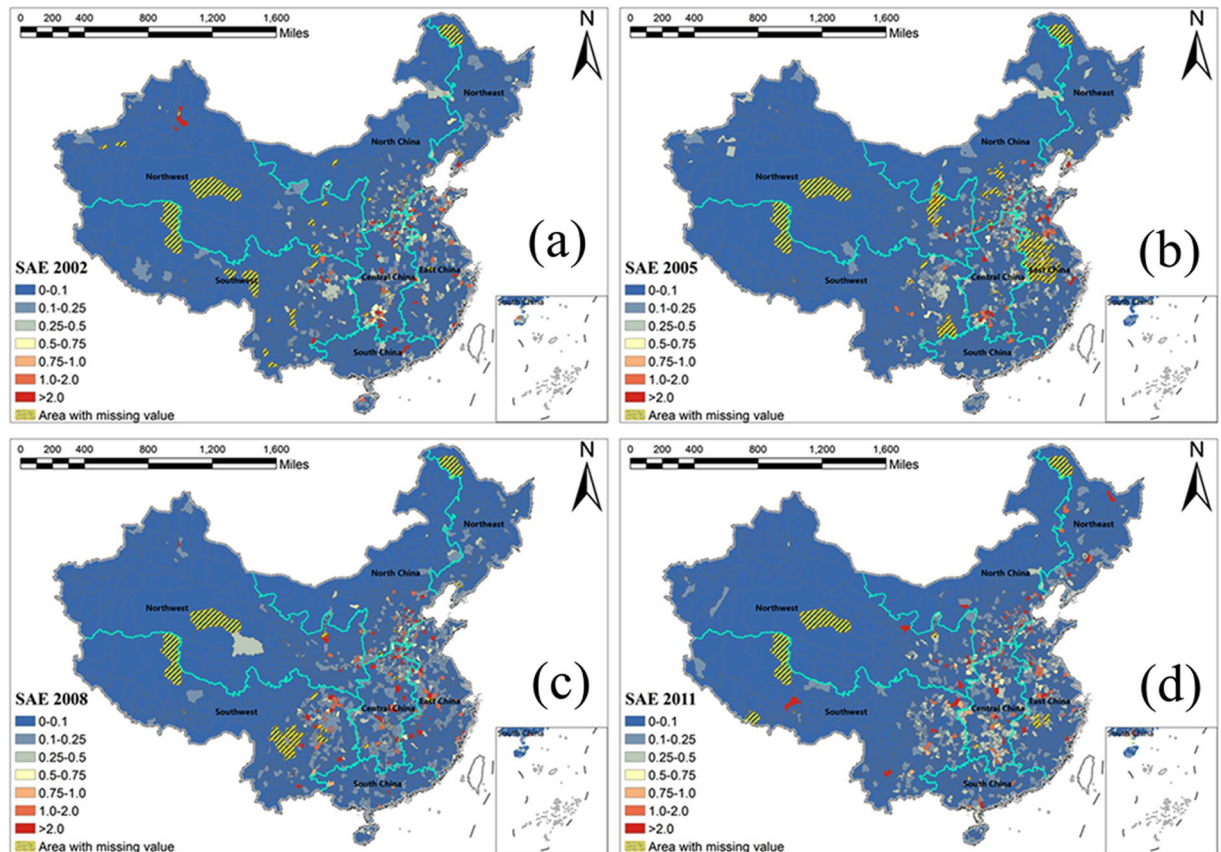 0 200 400 800 1,200 1,600
Miles
N
Northeast
North China
Northwest
Southwest
Central China
East China
South China
(a)
SAE 2002
0-0.1
0.1-0.25
0.25-0.5
0.5-0.75
0.75-1.0
1.0-2.0
>2.0
Area with missing value
South China
0 200 400 800 1,200 1,600
Miles
N
Northeast
North China
Northwest
Southwest
Central China
East China
South China
(b)
SAE 2005
0-0.1
0.1-0.25
0.25-0.5
0.5-0.75
0.75-1.0
1.0-2.0
>2.0
Area with missing value
South China
0 200 400 800 1,200 1,600
Miles
N
Northeast
North China
Northwest
Southwest
Central China
East China
South China
(c)
SAE 2008
0-0.1
0.1-0.25
0.25-0.5
0.5-0.75
0.75-1.0
1.0-2.0
>2.0
Area with missing value
South China
0 200 400 800 1,200 1,600
Miles
N
Northeast
North China
Northwest
Southwest
Central China
East China
South China
(d)
SAE 2011
0-0.1
0.1-0.25
0.25-0.5
0.5-0.75
0.75-1.0
1.0-2.0
>2.0
Area with missing value
South China